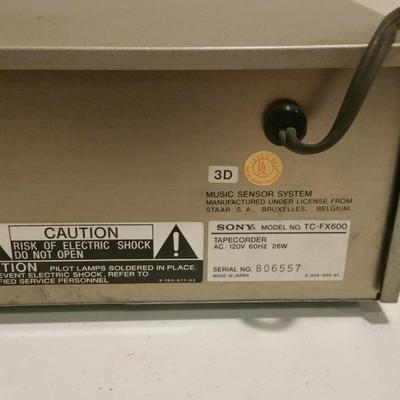 UL
3D
MUSIC SENSOR SYSTEM
MANUFACTURED UNDER LICENSE FROM
STAAR S. A., BRUXELLES, BELGIUM.
CAUTION
RISK OF ELECTRIC SHOCK
DO NOT OPEN
TION PILOT LAMPS SOLDERED IN PLACE.
EVENT ELECTRIC SHOCK, REFER TO
FIED SERVICE PERSONNEL
SONY MODEL NO. TC-FX600
TAPECORDER
AC: 120V 60Hz 26W
SERIAL NO. 806557
MADE IN JAPAN